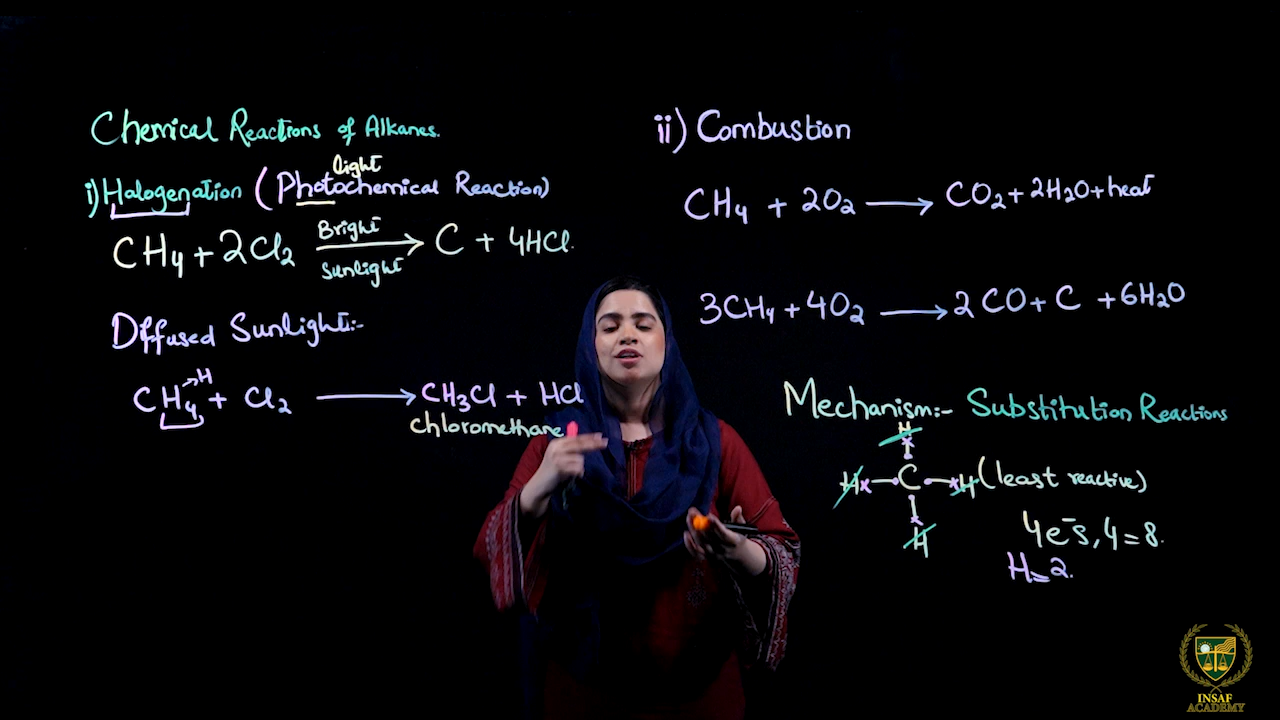 Chemical Reactions of Alkanes.
light
i) Halogenation (Photochemical Reaction)
CH₄ + 2Cl₂ Bright Sunlight → C + 4HCl.
Diffused Sunlight:-
→H
CH₄ + Cl₂ → CH₃Cl + HCl
chloromethane
ii) Combustion
CH₄ + 2O₂ → CO₂ + 2H₂O + heat
3CH₄ + 4O₂ → 2CO + C + 6H₂O
Mechanism:- Substitution Reactions
H
H x—C—x H (least reactive)
H
4e⁻s, 4 = 8.
H = 2.
INSAF
ACADEMY